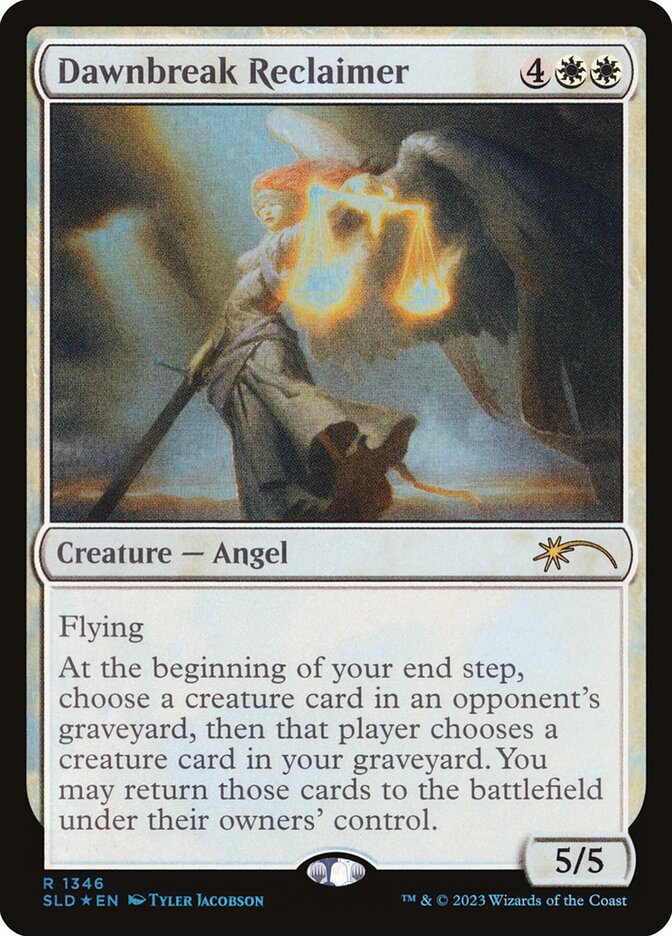 Dawnbreak Reclaimer 4
Creature — Angel
Flying
At the beginning of your end step,
choose a creature card in an opponent's
graveyard, then that player chooses a
creature card in your graveyard. You
may return those cards to the battlefield
under their owners' control.
5/5
R 1346
SLD ★ EN Tyler Jacobson ™ & © 2023 Wizards of the Coast